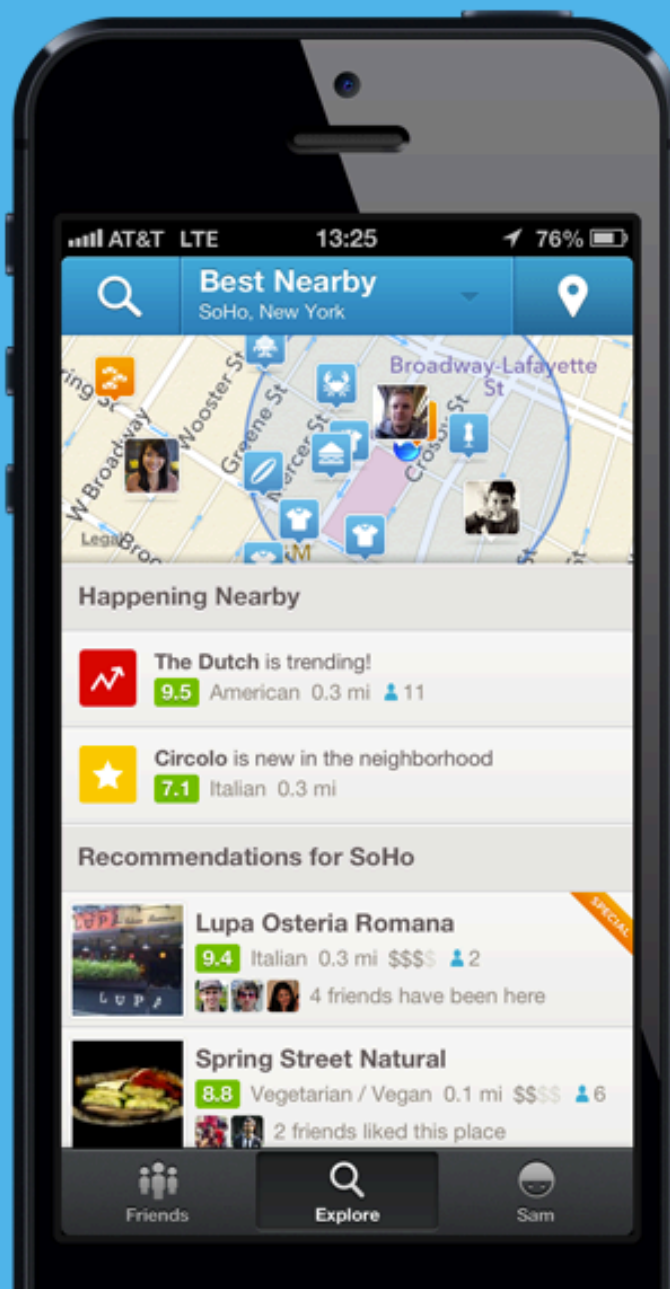 AT&T LTE 13:25 76%
Best Nearby
SoHo, New York
Broadway-Lafayette
St
Wooster St
Greene St
Mercer St
Crosby St
W Broadway
Legal
Happening Nearby
The Dutch is trending!
9.5 American 0.3 mi 11
Circolo is new in the neighborhood
7.1 Italian 0.3 mi
Recommendations for SoHo
SPECIAL
Lupa Osteria Romana
9.4 Italian 0.3 mi $$$$ 2
4 friends have been here
LUPA
Spring Street Natural
8.8 Vegetarian / Vegan 0.1 mi $$$$ 6
2 friends liked this place
Friends Explore Sam